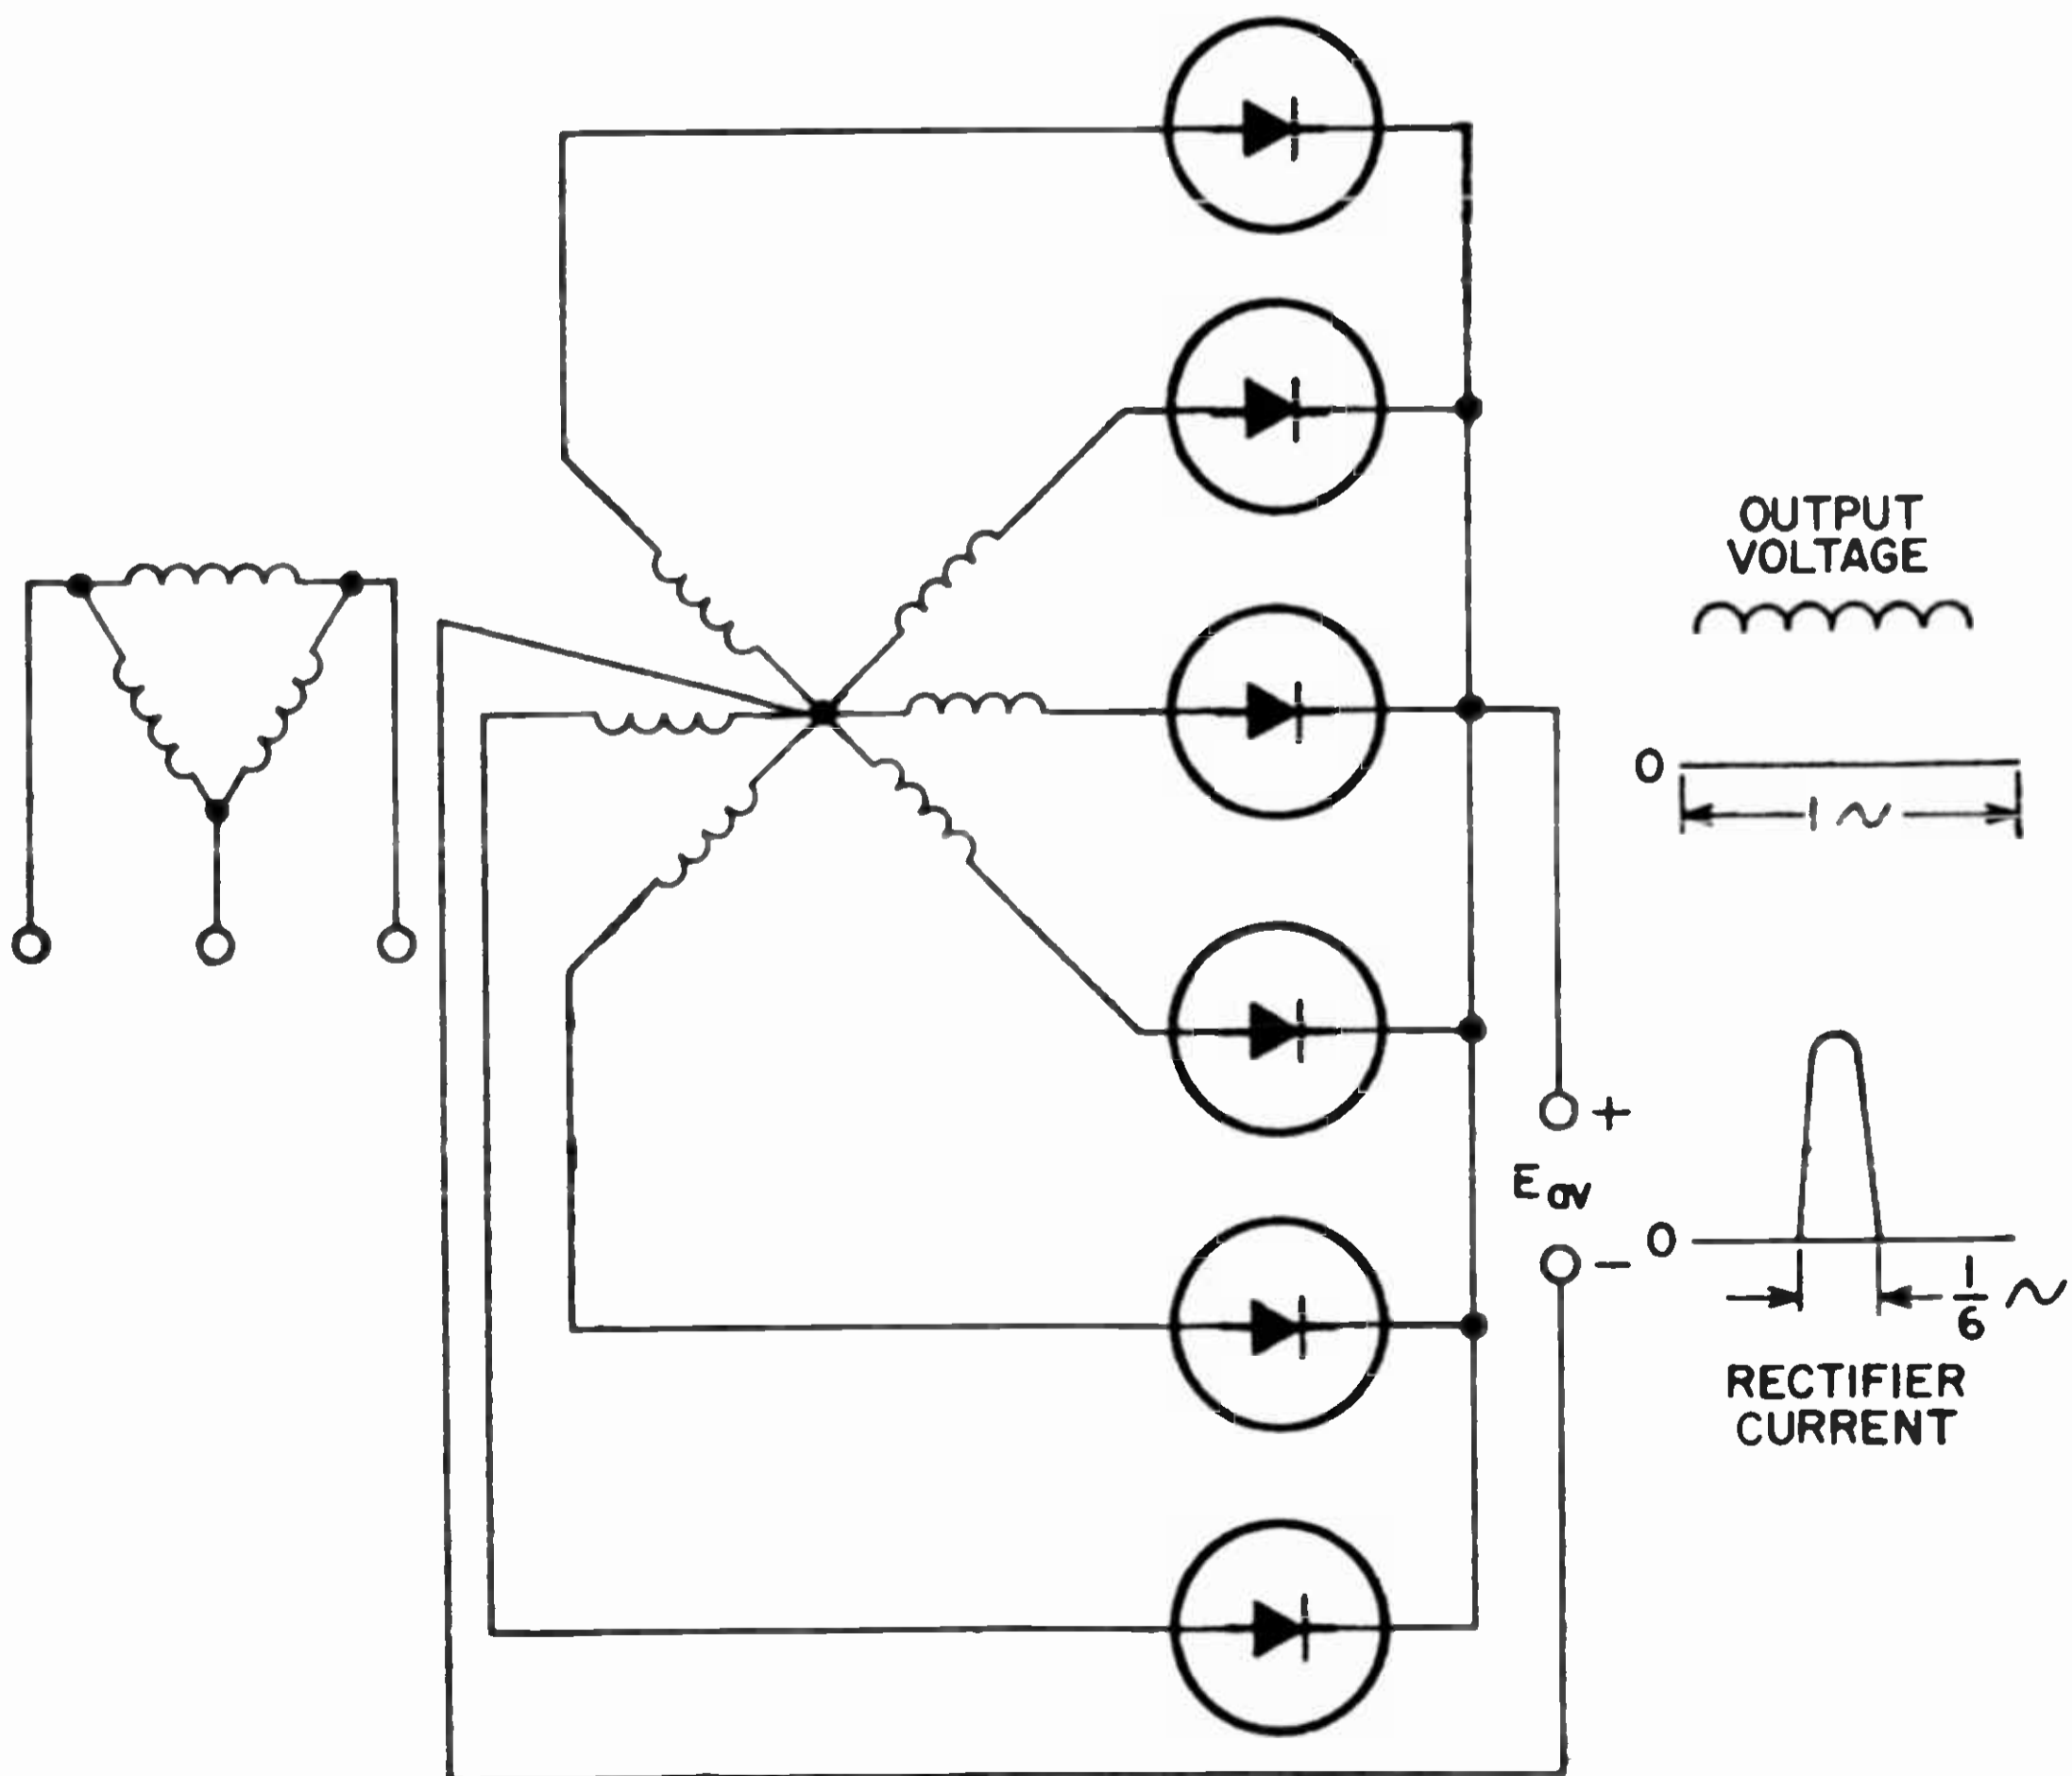 OUTPUT
VOLTAGE
0
1 ~
+
E av
-
0
1/6 ~
RECTIFIER
CURRENT